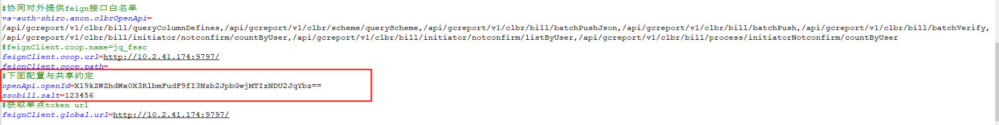 #协同对外提供feign接口白名单
va-auth-shiro.anon.clbrOpenApi=
/api/gcreport/v1/clbr/bill/queryColumnDefines,/api/gcreport/v1/clbr/scheme/queryScheme,/api/gcreport/v1/clbr/bill/batchPushJson,/api/gcreport/v1/clbr/bill/batchPush,/api/gcreport/v1/clbr/bill/batchVerify,
/api/gcreport/v1/clbr/bill/initiator/notconfirm/countByUser,/api/gcreport/v1/clbr/bill/initiator/notconfirm/listByUser,/api/gcreport/v1/clbr/bill/process/initiatorNotconfirm/countByUser
#feignClient.coop.name=jq_fssc
feignClient.coop.url=http://10.2.41.174:9797/
feignClient.coop.path=
#下面配置与共享约定
openApi.openId=X19kZWZhdWx0X3RlbmFudF9fI3Nzb2JpbGwjMTIzNDU2JqYbz==
ssobill.salt=123456
#获取单点token url
feignClient.global.url=http://10.2.41.174:9797/